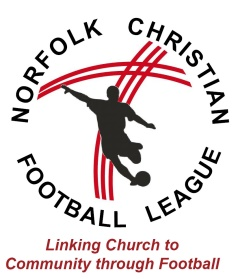 NORFOLK CHRISTIAN
FOOTBALL LEAGUE
Linking Church to
Community through Football